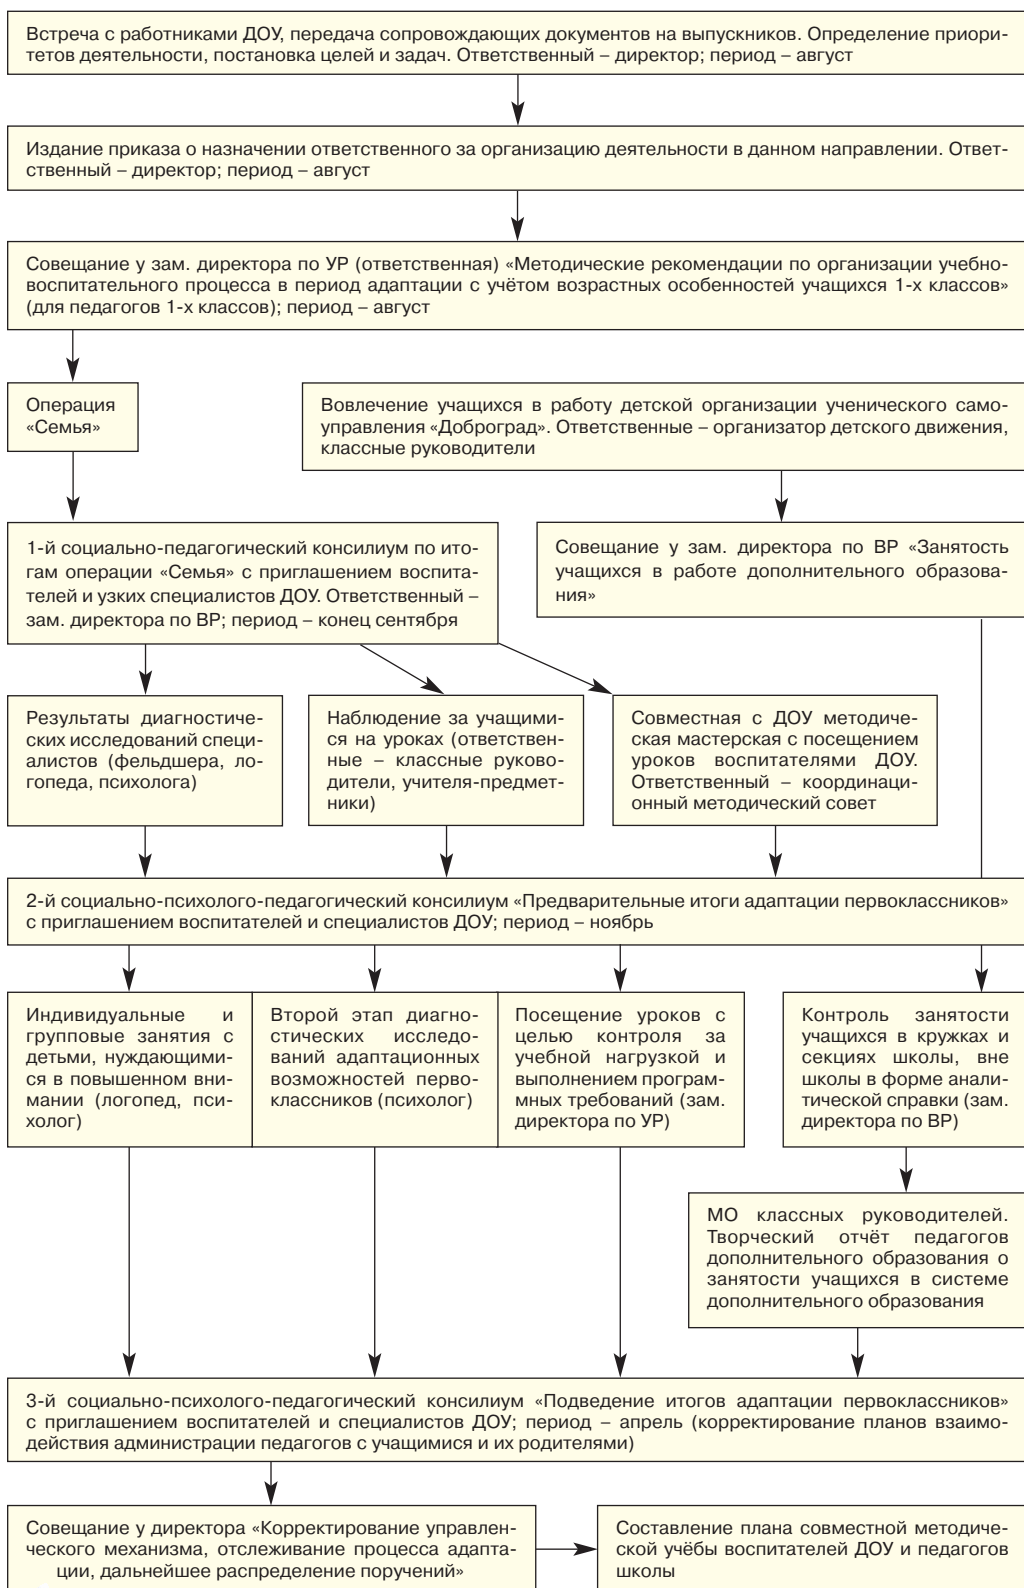 Встреча с работниками ДОУ, передача сопровождающих документов на выпускников. Определение приори-
тетов деятельности, постановка целей и задач. Ответственный – директор; период – август
Издание приказа о назначении ответственного за организацию деятельности в данном направлении. Ответ-
ственный – директор; период – август
Совещание у зам. директора по УР (ответственная) «Методические рекомендации по организации учебно-
воспитательного процесса в период адаптации с учётом возрастных особенностей учащихся 1-х классов»
(для педагогов 1-х классов); период – август
Операция
«Семья»
Вовлечение учащихся в работу детской организации ученического само-
управления «Доброград». Ответственные – организатор детского движения,
классные руководители
1-й социально-педагогический консилиум по ито-
гам операции «Семья» с приглашением воспита-
телей и узких специалистов ДОУ. Ответственный –
зам. директора по ВР; период – конец сентября
Совещание у зам. директора по ВР «Занятость
учащихся в работе дополнительного образова-
ния»
Результаты диагностиче-
ских исследований специ-
алистов (фельдшера, ло-
гопеда, психолога)
Наблюдение за учащими-
ся на уроках (ответствен-
ные – классные руково-
дители, учителя-предмет-
ники)
Совместная с ДОУ методиче-
ская мастерская с посещением
уроков воспитателями ДОУ.
Ответственный – координаци-
онный методический совет
2-й социально-психолого-педагогический консилиум «Предварительные итоги адаптации первоклассников»
с приглашением воспитателей и специалистов ДОУ; период – ноябрь
Индивидуальные и
групповые занятия с
детьми, нуждающими-
ся в повышенном вни-
мании (логопед, пси-
холог)
Второй этап диагно-
стических исследо-
ваний адаптационных
возможностей перво-
классников (психолог)
Посещение уроков с
целью контроля за
учебной нагрузкой и
выполнением програм-
мных требований (зам.
директора по УР)
Контроль занятости
учащихся в кружках и
секциях школы, вне
школы в форме анали-
тической справки (зам.
директора по ВР)
МО классных руководителей.
Творческий отчёт педагогов
дополнительного образования о
занятости учащихся в системе
дополнительного образования
3-й социально-психолого-педагогический консилиум «Подведение итогов адаптации первоклассников»
с приглашением воспитателей и специалистов ДОУ; период – апрель (корректирование планов взаимо-
действия администрации педагогов с учащимися и их родителями)
Совещание у директора «Корректирование управлен-
ческого механизма, отслеживание процесса адапта-
ции, дальнейшее распределение поручений»
Составление плана совместной методиче-
ской учёбы воспитателей ДОУ и педагогов
школы